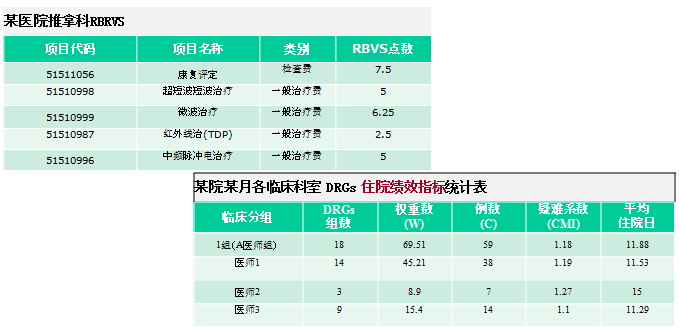 某医院推拿科RBRVS
项目代码 项目名称 类别 RBVS点数
51511056 康复评定 检查费 7.5
51510998 超短波短波治疗 一般治疗费 5
51510999 微波治疗 一般治疗费 6.25
51510987 红外线治(TDP) 一般治疗费 2.5
51510996 中频脉冲电治疗 一般治疗费 5
某院某月各临床科室 DRGs 住院绩效指标统计表
临床分组 DRGs 权重数 例数 疑难系数 平均
组数 (W) (C) (CMI) 住院日
1组(A医师组) 18 69.51 59 1.18 11.88
医师1 14 45.21 38 1.19 11.53
医师2 3 8.9 7 1.27 15
医师3 9 15.4 14 1.1 11.29